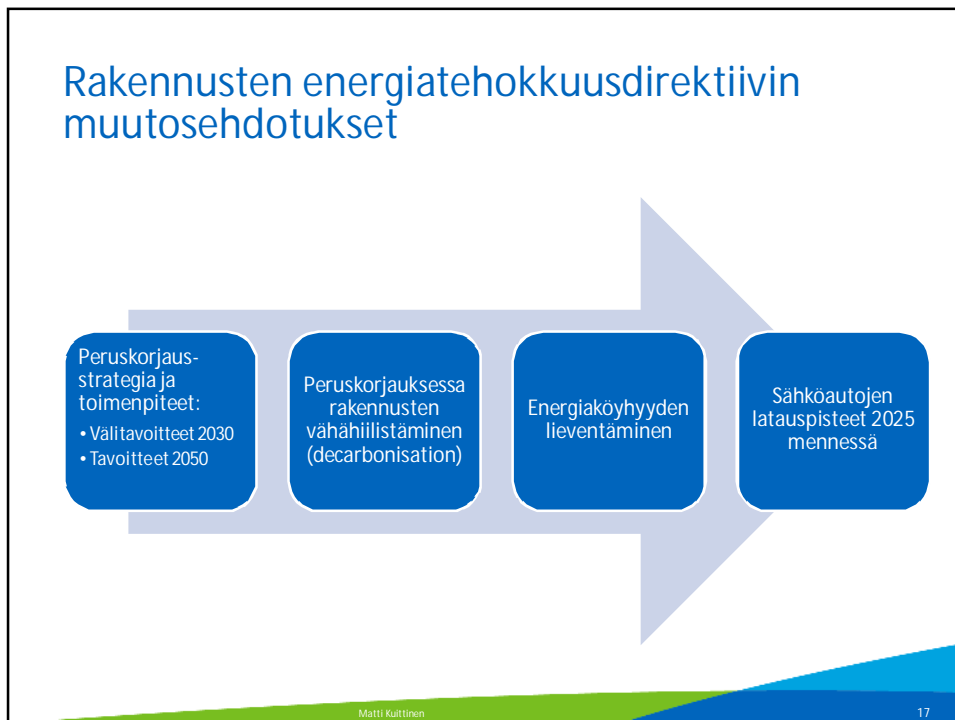 Rakennusten energiatehokkuusdirektiivin
muutosehdotukset
Peruskorjaus-
strategia ja
toimenpiteet:
• Välitavoitteet 2030
• Tavoitteet 2050
Peruskorjauksessa
rakennusten
vähähiilistäminen
(decarbonisation)
Energiaköyhyyden
lieventäminen
Sähköautojen
latauspisteet 2025
mennessä
Matti Kuittinen
17